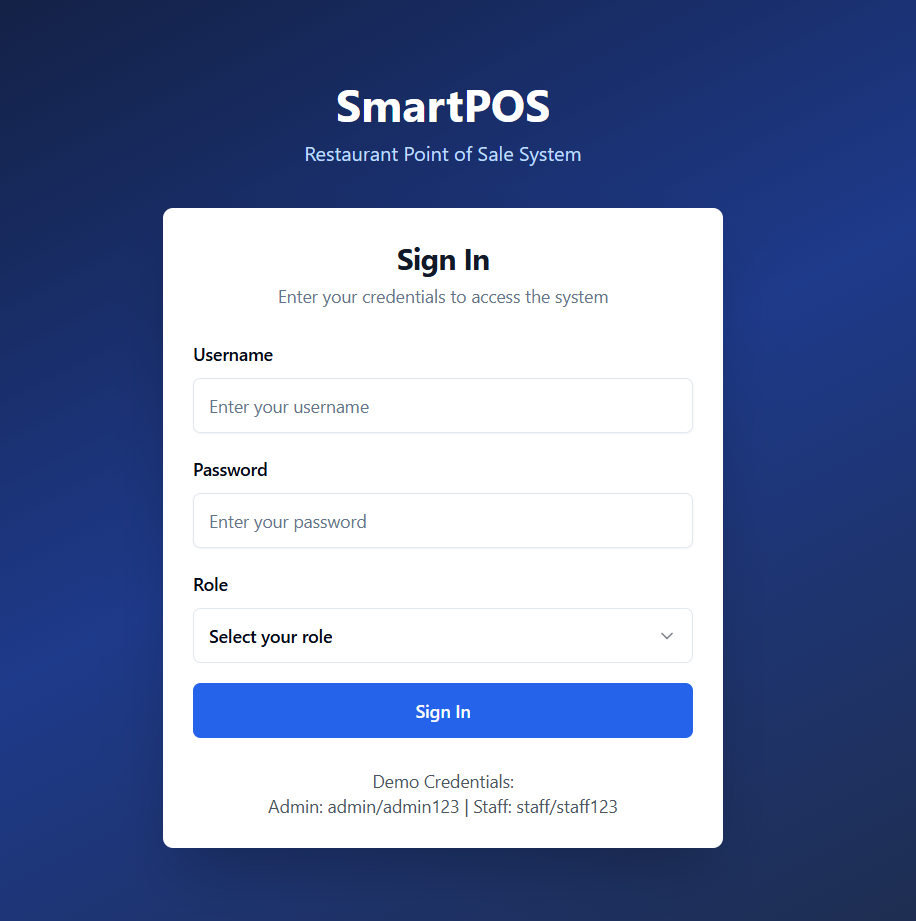 SmartPOS
Restaurant Point of Sale System
Sign In
Enter your credentials to access the system
Username
Enter your username
Password
Enter your password
Role
Select your role
Sign In
Demo Credentials:
Admin: admin/admin123 | Staff: staff/staff123